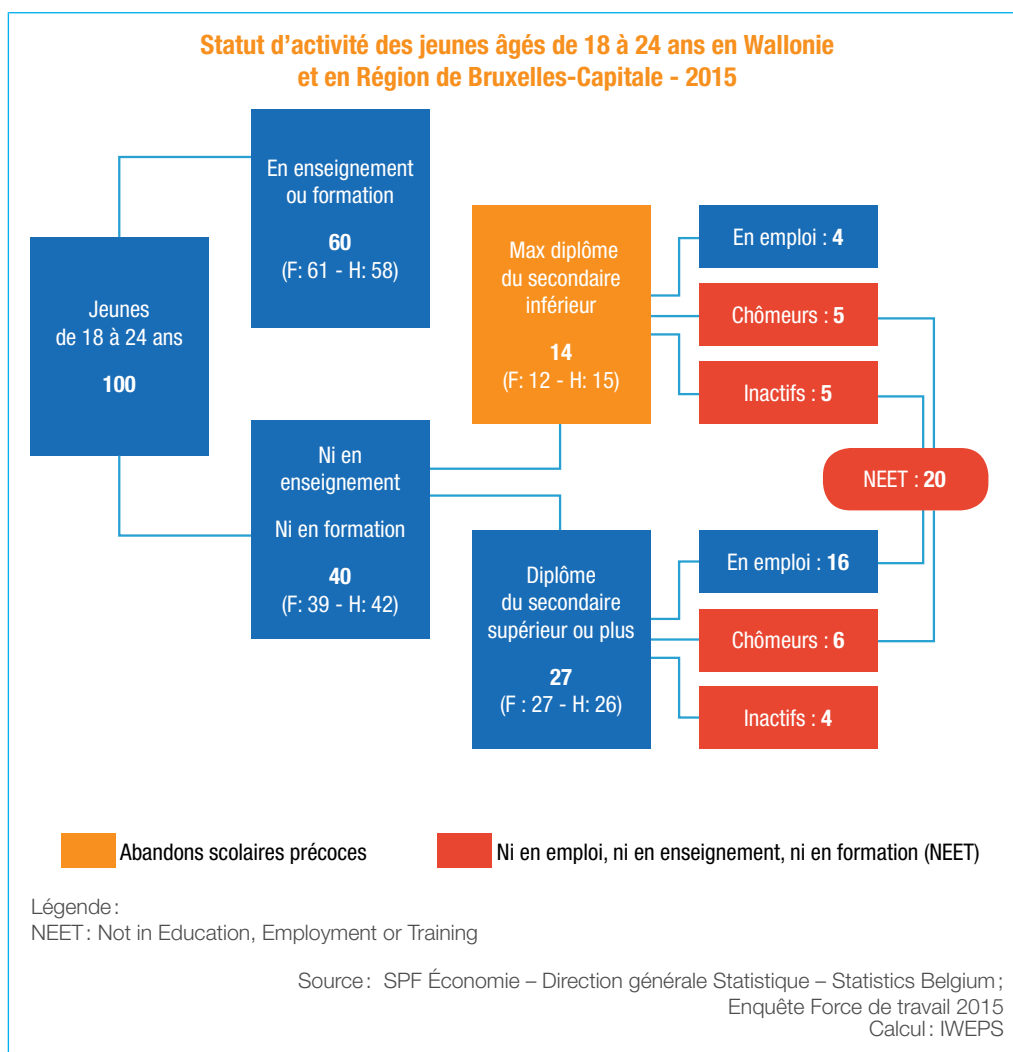 Statut d'activité des jeunes âgés de 18 à 24 ans en Wallonie
et en Région de Bruxelles-Capitale - 2015
En enseignement
ou formation
60
(F: 61 - H: 58)
Jeunes
de 18 à 24 ans
100
Ni en
enseignement
Ni en formation
40
(F: 39 - H: 42)
Max diplôme
du secondaire
inférieur
14
(F: 12 - H: 15)
En emploi : 4
Chômeurs : 5
Inactifs : 5
NEET : 20
Diplôme
du secondaire
supérieur ou plus
27
(F : 27 - H: 26)
En emploi : 16
Chômeurs : 6
Inactifs : 4
Abandons scolaires précoces
Ni en emploi, ni en enseignement, ni en formation (NEET)
Légende :
NEET : Not in Education, Employment or Training
Source : SPF Économie – Direction générale Statistique – Statistics Belgium ;
Enquête Force de travail 2015
Calcul : IWEPS